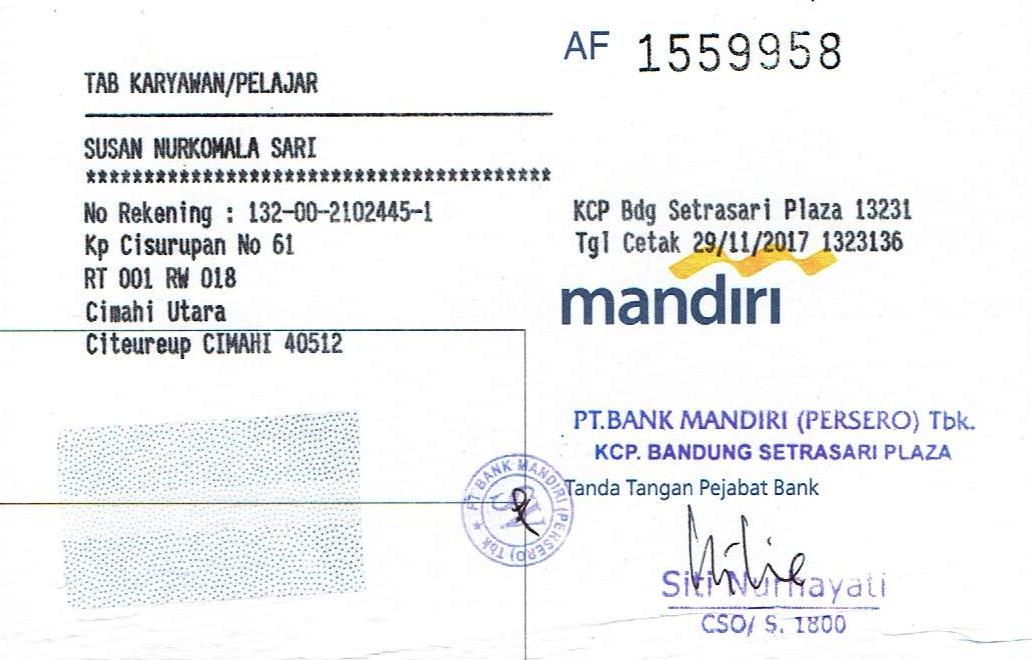 AF 1559958
TAB KARYAWAN/PELAJAR
SUSAN NURKOMALA SARI
****************************************
No Rekening : 132-00-2102445-1
Kp Cisurupan No 61
RT 001 RW 018
Cimahi Utara
Citeureup CIMAHI 40512
KCP Bdg Setrasari Plaza 13231
Tgl Cetak 29/11/2017 1323136
mandiri
PT.BANK MANDIRI (PERSERO) Tbk.
KCP. BANDUNG SETRASARI PLAZA
Tanda Tangan Pejabat Bank
PT BANK MANDIRI (PERSERO) Tbk
Siti Nurhayati
CSO/ S. 1800